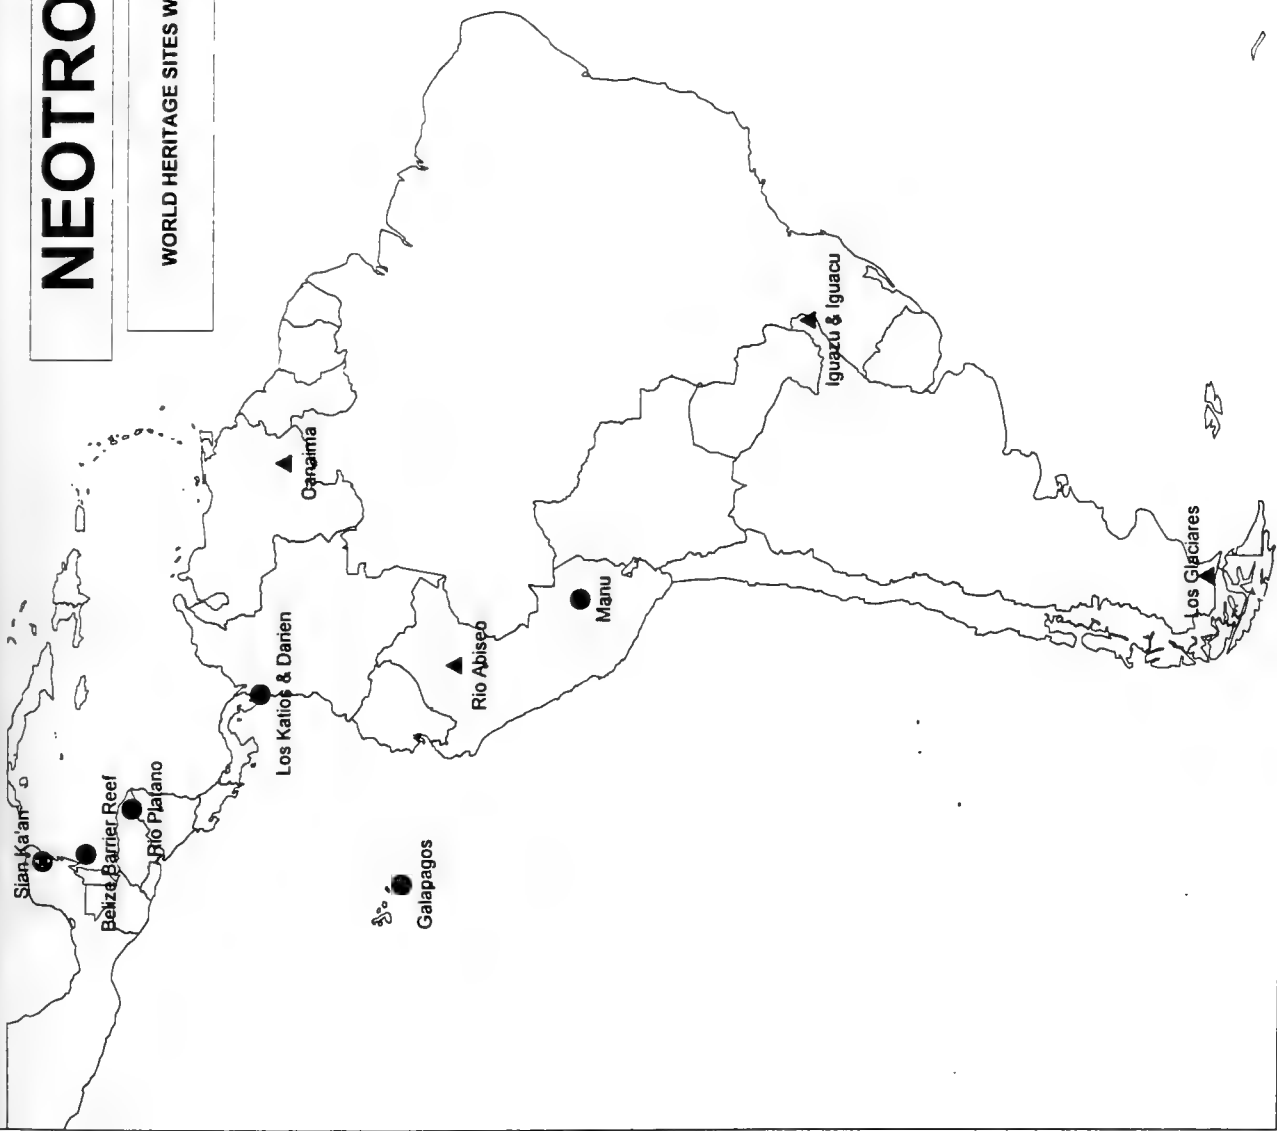 NEOTRO
WORLD HERITAGE SITES W
Sian Ka'an
Belize Barrier Reef
Rio Platano
Los Katios & Darien
Canaima
Galapagos
Rio Abiseo
Manu
Iguazu & Iguacu
Los Glaciares